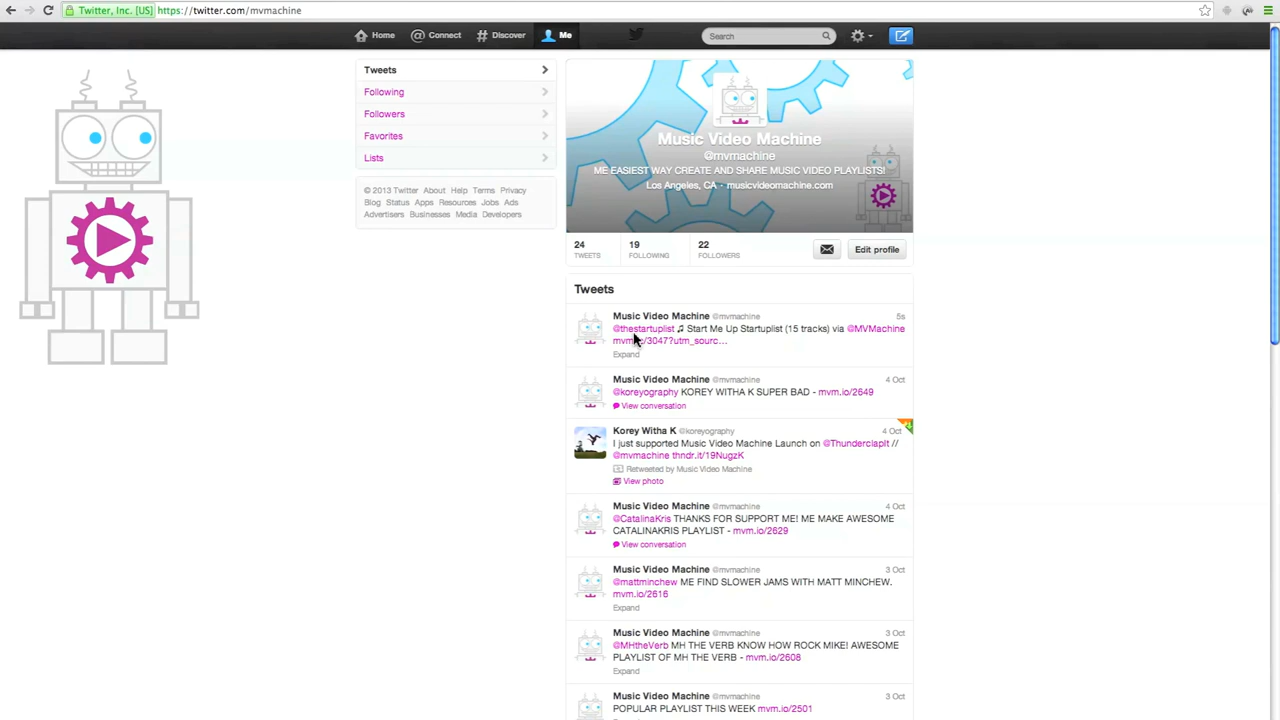 Twitter, Inc. [US] https://twitter.com/mvmachine
Home @ Connect # Discover Me Search
Tweets
Following
Followers
Favorites
Lists
© 2013 Twitter About Help Terms Privacy
Blog Status Apps Resources Jobs Ads
Advertisers Businesses Media Developers
Music Video Machine
@mvmachine
ME EASIEST WAY CREATE AND SHARE MUSIC VIDEO PLAYLISTS!
Los Angeles, CA · musicvideomachine.com
24 19 22
TWEETS FOLLOWING FOLLOWERS
Edit profile
Tweets
Music Video Machine @mvmachine 5s
@thestartuplist ♫ Start Me Up Startuplist (15 tracks) via @MVMachine
/3047?utm_sourc...
Expand
Music Video Machine @mvmachine 4 Oct
@koreyography KOREY WITHA K SUPER BAD - mvm.io/2649
View conversation
Korey Witha K @koreyography 4 Oct
I just supported Music Video Machine Launch on @ThunderclapIt //
@mvmachine thndr.it/19NugzK
Retweeted by Music Video Machine
View photo
Music Video Machine @mvmachine 4 Oct
@CatalinaKris THANKS FOR SUPPORT ME! ME MAKE AWESOME
CATALINAKRIS PLAYLIST - mvm.io/2629
View conversation
Music Video Machine @mvmachine 3 Oct
@mattminchew ME FIND SLOWER JAMS WITH MATT MINCHEW.
mvm.io/2616
Expand
Music Video Machine @mvmachine 3 Oct
@MHtheVerb MH THE VERB KNOW HOW ROCK MIKE! AWESOME
PLAYLIST OF MH THE VERB - mvm.io/2608
Expand
Music Video Machine @mvmachine 3 Oct
POPULAR PLAYLIST THIS WEEK mvm.io/2501